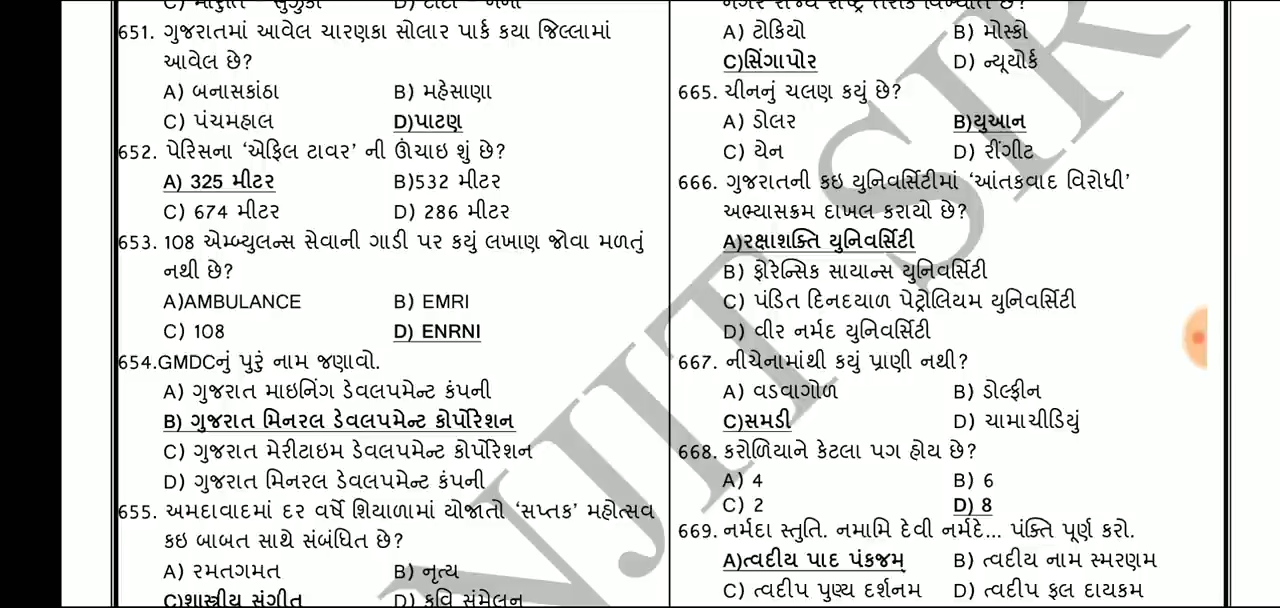 C) મારુતિ - સુઝુકી
D) ટાટા -
651. ગુજરાતમાં આવેલ ચારણકા સોલાર પાર્ક કયા જિલ્લામાં
આવેલ છે?
A) બનાસકાંઠા B) મહેસાણા
C) પંચમહાલ D)પાટણ
652. પેરિસના ‘એફિલ ટાવર’ ની ઊંચાઇ શું છે?
A) 325 મીટર B)532 મીટર
C) 674 મીટર D) 286 મીટર
653. 108 એમ્બ્યુલન્સ સેવાની ગાડી પર કયું લખાણ જોવા મળતું
નથી છે?
A)AMBULANCE B) EMRI
C) 108 D) ENRNI
654.GMDCનું પુરું નામ જણાવો.
A) ગુજરાત માઇનિંગ ડેવલપમેન્ટ કંપની
B) ગુજરાત મિનરલ ડેવલપમેન્ટ કોર્પોરેશન
C) ગુજરાત મેરીટાઇમ ડેવલપમેન્ટ કોર્પોરેશન
D) ગુજરાત મિનરલ ડેવલપમેન્ટ કંપની
655. અમદાવાદમાં દર વર્ષે શિયાળામાં યોજાતો ‘સપ્તક’ મહોત્સવ
કઇ બાબત સાથે સંબંધિત છે?
A) રમતગમત B) નૃત્ય
C)શાસ્ત્રીય સંગીત D) કવિ સંમેલન
નગર રાજ્ય રાષ્ટ્ર તરીકે વિખ્યાત છે?
A) ટોકિયો B) મોસ્કો
C)સિંગાપોર D) ન્યૂયોર્ક
665. ચીનનું ચલણ કયું છે?
A) ડોલર B)યુઆન
C) યેન D) રીંગીટ
666. ગુજરાતની કઇ યુનિવર્સિટીમાં ‘આંતકવાદ વિરોધી’
અભ્યાસક્રમ દાખલ કરાયો છે?
A)રક્ષાશક્તિ યુનિવર્સિટી
B) ફોરેન્સિક સાયાન્સ યુનિવર્સિટી
C) પંડિત દિનદયાળ પેટ્રોલિયમ યુનિવર્સિટી
D) વીર નર્મદ યુનિવર્સિટી
667. નીચેનામાંથી કયું પ્રાણી નથી?
A) વડવાગોળ B) ડોલ્ફીન
C)સમડી D) ચામાચીડિયું
668. કરોળિયાને કેટલા પગ હોય છે?
A) 4 B) 6
C) 2 D) 8
669. નર્મદા સ્તુતિ. નમામિ દેવી નર્મદે... પંક્તિ પૂર્ણ કરો.
A)ત્વદીય પાદ પંકજમ્ B) ત્વદીય નામ સ્મરણમ
C) ત્વદીપ પુણ્ય દર્શનમ D) ત્વદીપ ફલ દાયકમ
NJIT SIR